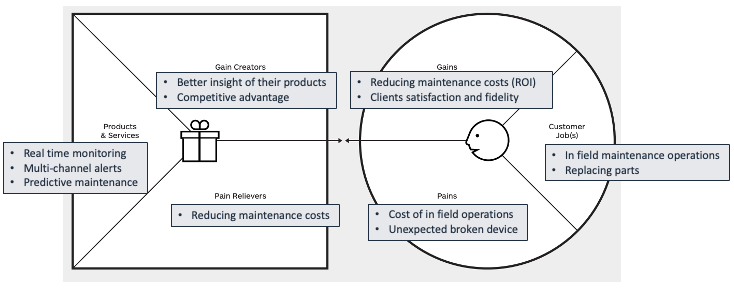 Gain Creators
• Better insight of their products
• Competitive advantage
Gains
• Reducing maintenance costs (ROI)
• Clients satisfaction and fidelity
Products
& Services
• Real time monitoring
• Multi-channel alerts
• Predictive maintenance
Customer
Job(s)
• In field maintenance operations
• Replacing parts
Pain Relievers
• Reducing maintenance costs
Pains
• Cost of in field operations
• Unexpected broken device